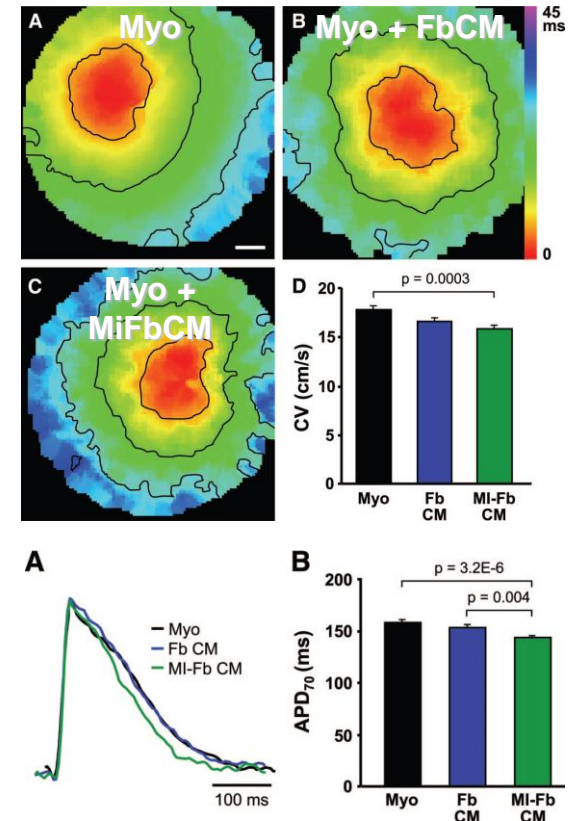 A
Myo
B
Myo + FbCM
45
ms
0
C
Myo +
MiFbCM
D
p = 0.0003
20
15
10
5
0
CV (cm/s)
Myo
Fb
CM
MI-Fb
CM
A
Myo
Fb CM
MI-Fb CM
100 ms
B
p = 3.2E-6
p = 0.004
200
150
100
50
0
APD70 (ms)
Myo
Fb
CM
MI-Fb
CM